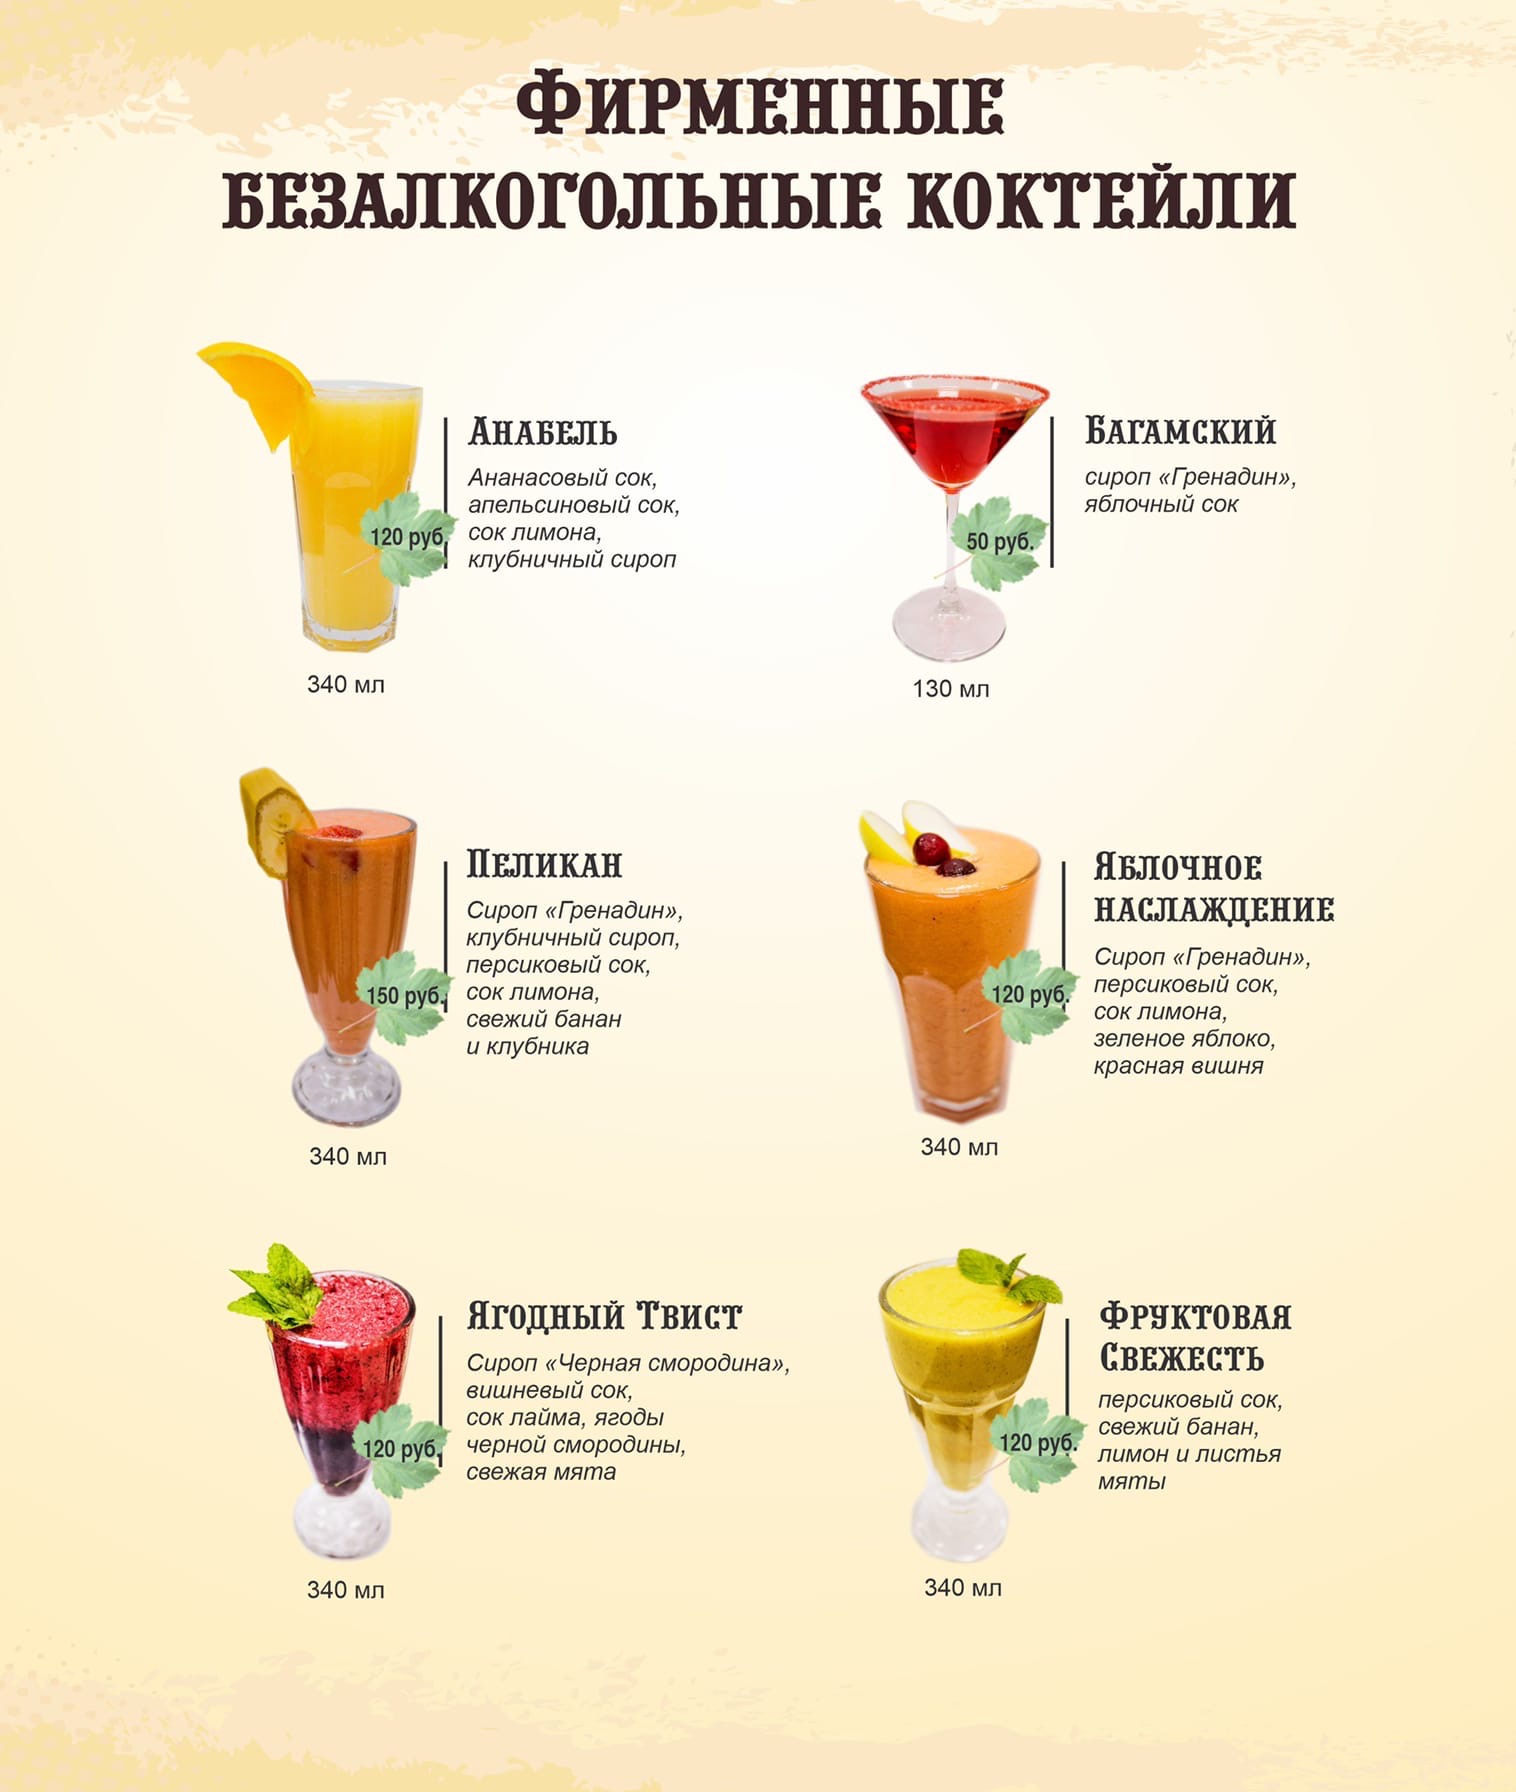 ФИРМЕННЫЕ
БЕЗАЛКОГОЛЬНЫЕ КОКТЕЙЛИ
АНАБЕЛЬ
Ананасовый сок,
апельсиновый сок,
сок лимона,
клубничный сироп
120 руб.
340 мл
БАГАМСКИЙ
сироп «Гренадин»,
яблочный сок
50 руб.
130 мл
ПЕЛИКАН
Сироп «Гренадин»,
клубничный сироп,
персиковый сок,
сок лимона,
свежий банан
и клубника
150 руб.
340 мл
ЯБЛОЧНОЕ
НАСЛАЖДЕНИЕ
Сироп «Гренадин»,
персиковый сок,
сок лимона,
зеленое яблоко,
красная вишня
120 руб.
340 мл
ЯГОДНЫЙ ТВИСТ
Сироп «Черная смородина»,
вишневый сок,
сок лайма, ягоды
черной смородины,
свежая мята
120 руб.
340 мл
ФРУКТОВАЯ
СВЕЖЕСТЬ
персиковый сок,
свежий банан,
лимон и листья
мяты
120 руб.
340 мл